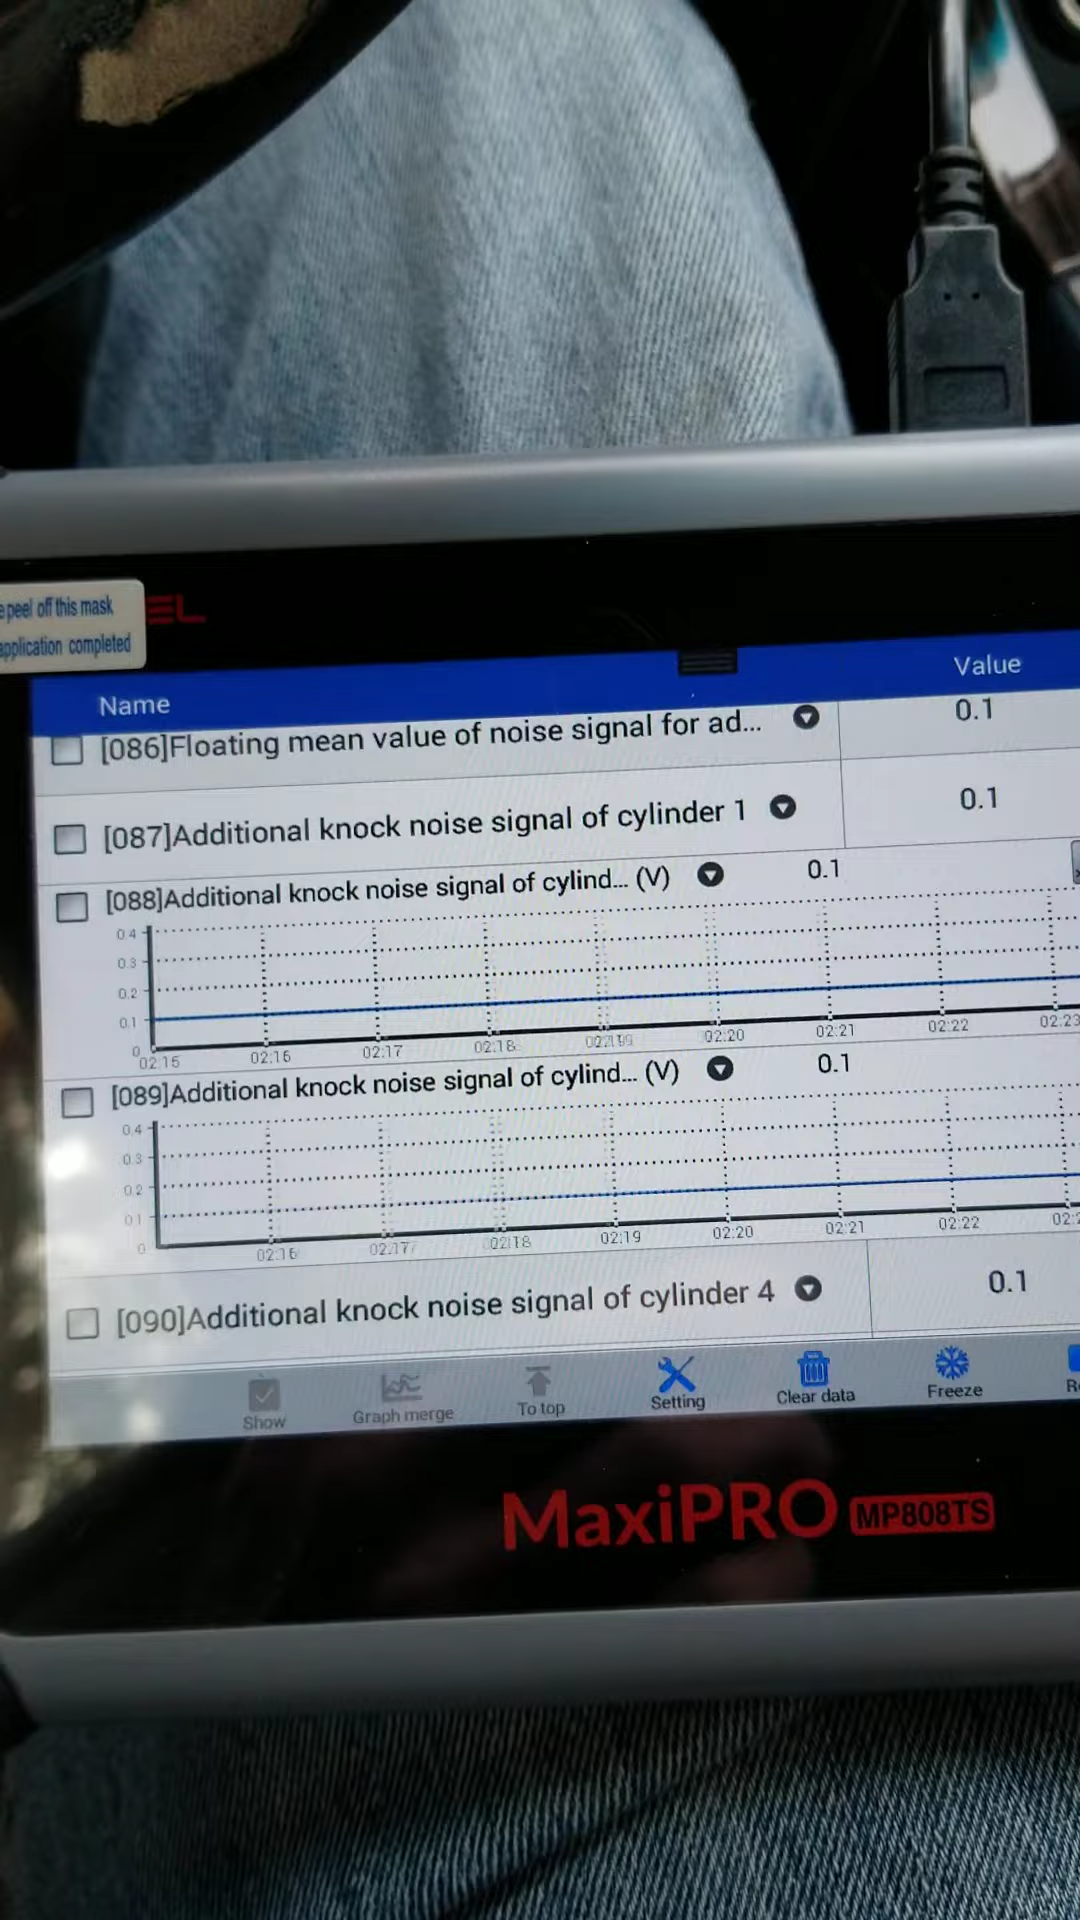 peel off this mask
application completed
EL
Name
Value
[086]Floating mean value of noise signal for ad...
0.1
[087]Additional knock noise signal of cylinder 1
0.1
[088]Additional knock noise signal of cylind... (V)
0.1
0.4
0.3
0.2
0.1
0
02:15 02:16 02:17 02:18 02:20 02:21 02:22 02:23
[089]Additional knock noise signal of cylind... (V)
0.1
0.4
0.3
0.2
0.1
0
02:16 02:17 02:18 02:19 02:20 02:21 02:22
[090]Additional knock noise signal of cylinder 4
0.1
Show
Graph merge
To top
Setting
Clear data
Freeze
MaxiPRO MP808TS